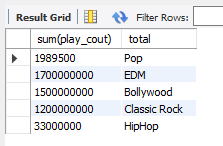 Result Grid Filter Rows:
sum(play_cout) total
1989500 Pop
1700000000 EDM
1500000000 Bollywood
1200000000 Classic Rock
33000000 HipHop